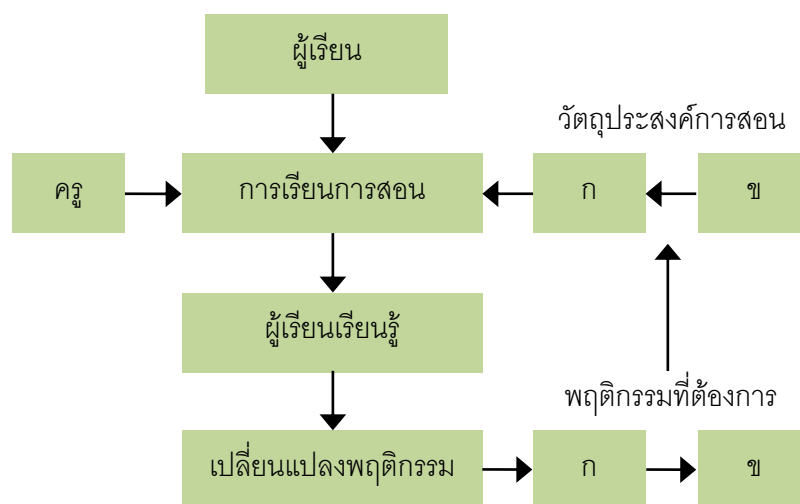 ผู้เรียน
วัตถุประสงค์การสอน
ครู
การเรียนการสอน
ก
ข
ผู้เรียนเรียนรู้
พฤติกรรมที่ต้องการ
เปลี่ยนแปลงพฤติกรรม
ก
ข